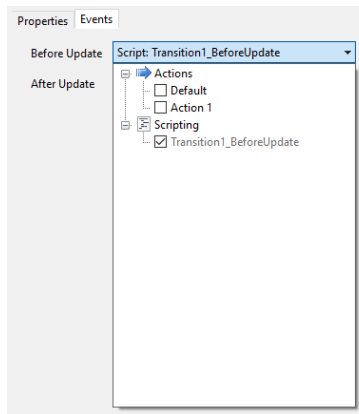 Properties Events
Before Update Script: Transition1_BeforeUpdate
Actions
After Update Default
Action 1
Scripting
Transition1_BeforeUpdate